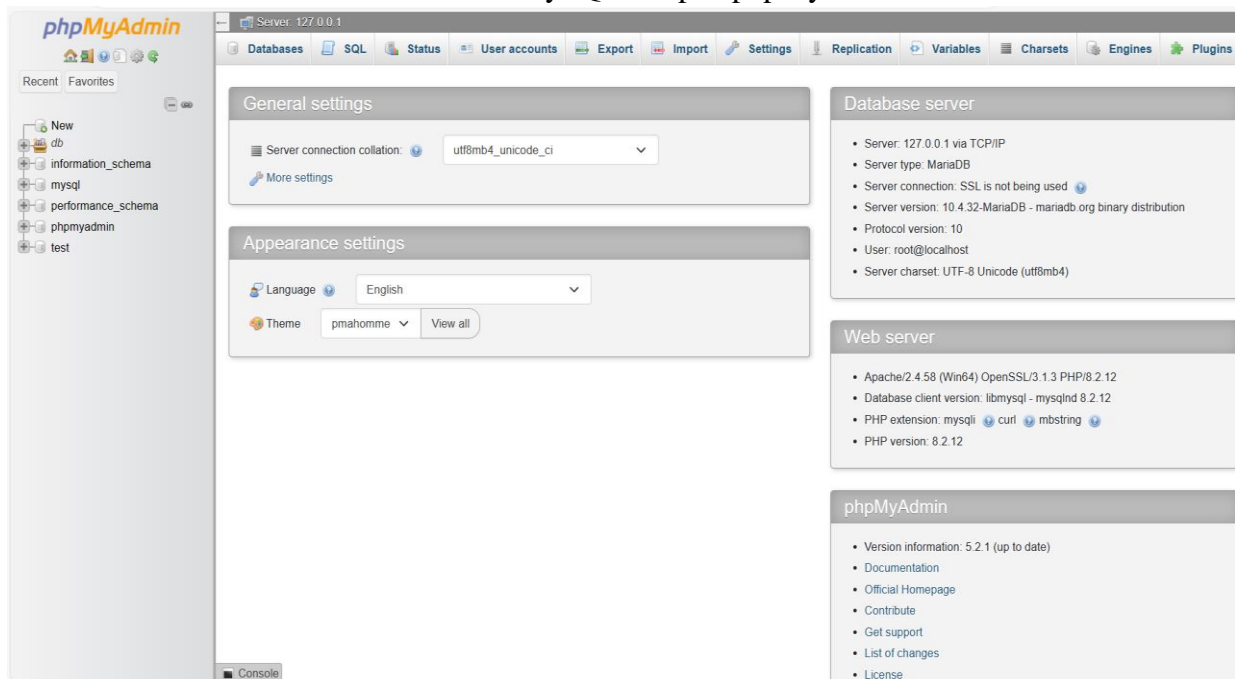 phpMyAdmin
Recent Favorites
New
db
information_schema
mysql
performance_schema
phpmyadmin
test
Server: 127.0.0.1
Databases SQL Status User accounts Export Import Settings Replication Variables Charsets Engines Plugins
General settings
Server connection collation: utf8mb4_unicode_ci
More settings
Appearance settings
Language English
Theme pmahomme View all
Database server
• Server: 127.0.0.1 via TCP/IP
• Server type: MariaDB
• Server connection: SSL is not being used
• Server version: 10.4.32-MariaDB - mariadb.org binary distribution
• Protocol version: 10
• User: root@localhost
• Server charset: UTF-8 Unicode (utf8mb4)
Web server
• Apache/2.4.58 (Win64) OpenSSL/3.1.3 PHP/8.2.12
• Database client version: libmysql - mysqlnd 8.2.12
• PHP extension: mysqli curl mbstring
• PHP version: 8.2.12
phpMyAdmin
• Version information: 5.2.1 (up to date)
• Documentation
• Official Homepage
• Contribute
• Get support
• List of changes
• License
Console